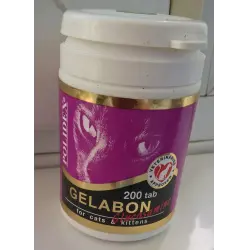 POLIDEX
200 tab
GELABON
for cats & kittens